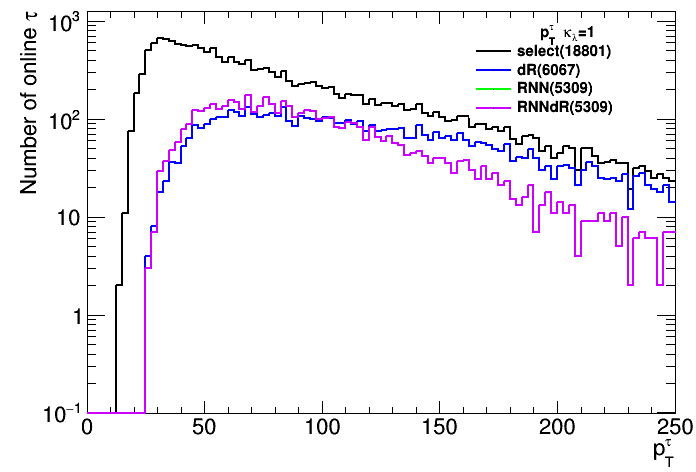 Number of online τ
10³
10²
10
1
10⁻¹
p_T^τ κ_λ=1
select(18801)
dR(6067)
RNN(5309)
RNNdR(5309)
0 50 100 150 200 250
p_T^τ